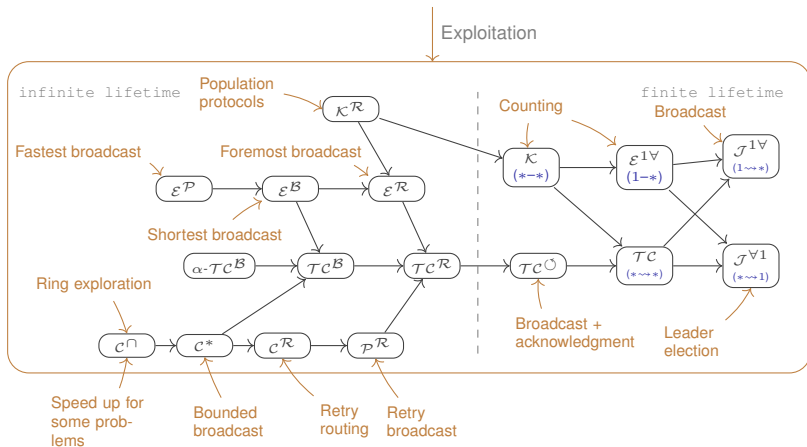 Exploitation
infinite lifetime
finite lifetime
Population
protocols
Counting
Broadcast
𝒦^ℛ
Fastest broadcast
Foremost broadcast
𝒦
(*−*)
ℰ^1∀
(1−*)
𝒥^1∀
(1⇝*)
ℰ^𝒫
ℰ^ℬ
ℰ^ℛ
Shortest broadcast
α-𝒯𝒞^ℬ
𝒯𝒞^ℬ
𝒯𝒞^ℛ
𝒯𝒞^↺
𝒯𝒞
(*⇝*)
𝒥^∀1
(*⇝1)
Ring exploration
Broadcast +
acknowledgment
Leader
election
𝒞^∩
𝒞^*
𝒞^ℛ
𝒫^ℛ
Speed up for
some prob-
lems
Bounded
broadcast
Retry
routing
Retry
broadcast